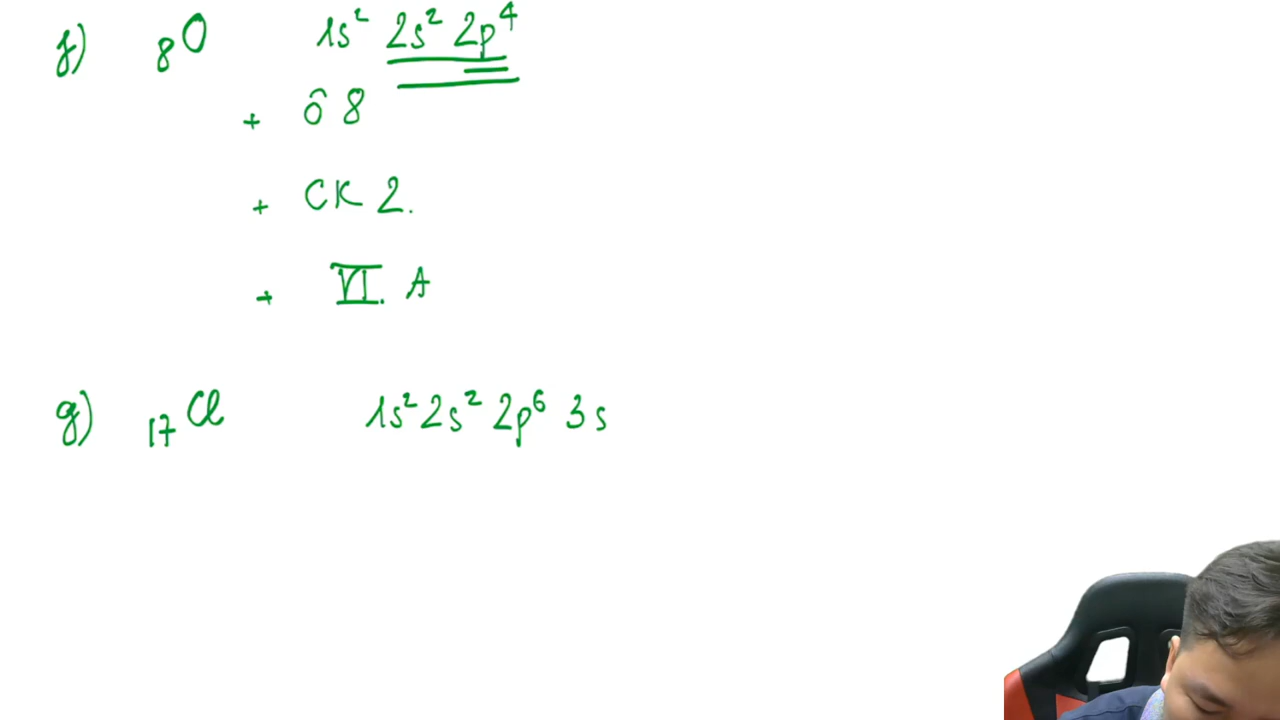 f) ₈O 1s² 2s² 2p⁴
+ ô 8
+ CK 2.
+ VI. A
g) ₁₇Cl 1s² 2s² 2p⁶ 3s